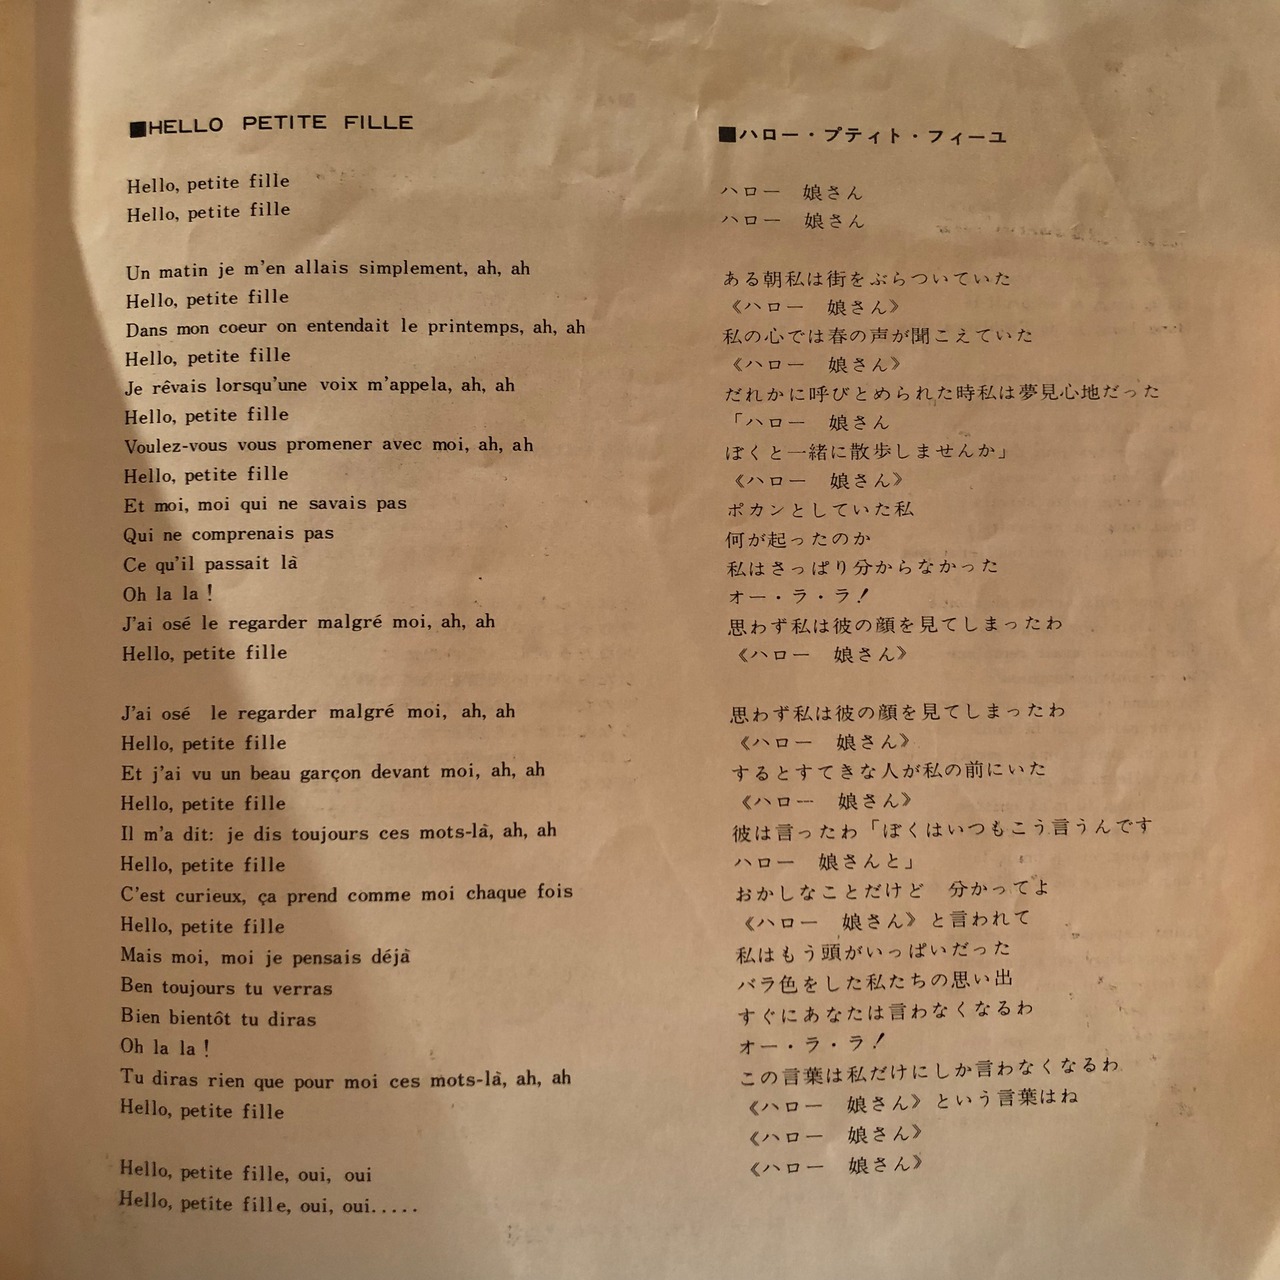 ■HELLO PETITE FILLE
Hello, petite fille
Hello, petite fille
Un matin je m'en allais simplement, ah, ah
Hello, petite fille
Dans mon coeur on entendait le printemps, ah, ah
Hello, petite fille
Je rêvais lorsqu'une voix m'appela, ah, ah
Hello, petite fille
Voulez-vous vous promener avec moi, ah, ah
Hello, petite fille
Et moi, moi qui ne savais pas
Qui ne comprenais pas
Ce qu'il passait là
Oh la la !
J'ai osé le regarder malgré moi, ah, ah
Hello, petite fille
J'ai osé le regarder malgré moi, ah, ah
Hello, petite fille
Et j'ai vu un beau garçon devant moi, ah, ah
Hello, petite fille
Il m'a dit: je dis toujours ces mots-là, ah, ah
Hello, petite fille
C'est curieux, ça prend comme moi chaque fois
Hello, petite fille
Mais moi, moi je pensais déjà
Ben toujours tu verras
Bien bientôt tu diras
Oh la la !
Tu diras rien que pour moi ces mots-là, ah, ah
Hello, petite fille
Hello, petite fille, oui, oui
Hello, petite fille, oui, oui.....
■ハロー・プティト・フィーユ
ハロー　娘さん
ハロー　娘さん
ある朝私は街をぶらついていた
《ハロー　娘さん》
私の心では春の声が聞こえていた
《ハロー　娘さん》
だれかに呼びとめられた時私は夢見心地だった
「ハロー　娘さん
ぼくと一緒に散歩しませんか」
《ハロー　娘さん》
ポカンとしていた私
何が起ったのか
私はさっぱり分からなかった
オー・ラ・ラ！
思わず私は彼の顔を見てしまったわ
《ハロー　娘さん》
思わず私は彼の顔を見てしまったわ
《ハロー　娘さん》
するとすてきな人が私の前にいた
《ハロー　娘さん》
彼は言ったわ「ぼくはいつもこう言うんです
ハロー　娘さんと」
おかしなことだけど　分かってよ
《ハロー　娘さん》と言われて
私はもう頭がいっぱいだった
バラ色をした私たちの思い出
すぐにあなたは言わなくなるわ
オー・ラ・ラ！
この言葉は私だけにしか言わなくなるわ
《ハロー　娘さん》という言葉はね
《ハロー　娘さん》
《ハロー　娘さん》